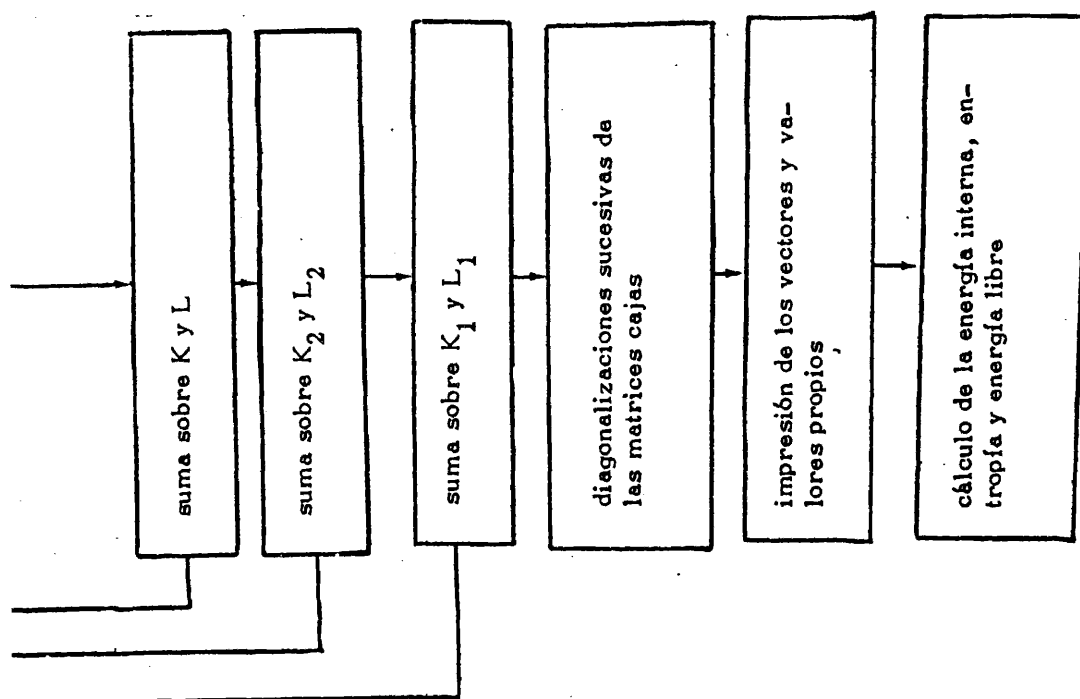 suma sobre K y L
suma sobre K₂ y L₂
suma sobre K₁ y L₁
diagonalizaciones sucesivas de
las matrices cajas
impresión de los vectores y va-
lores propios,
cálculo de la energía interna, en-
tropía y energía libre